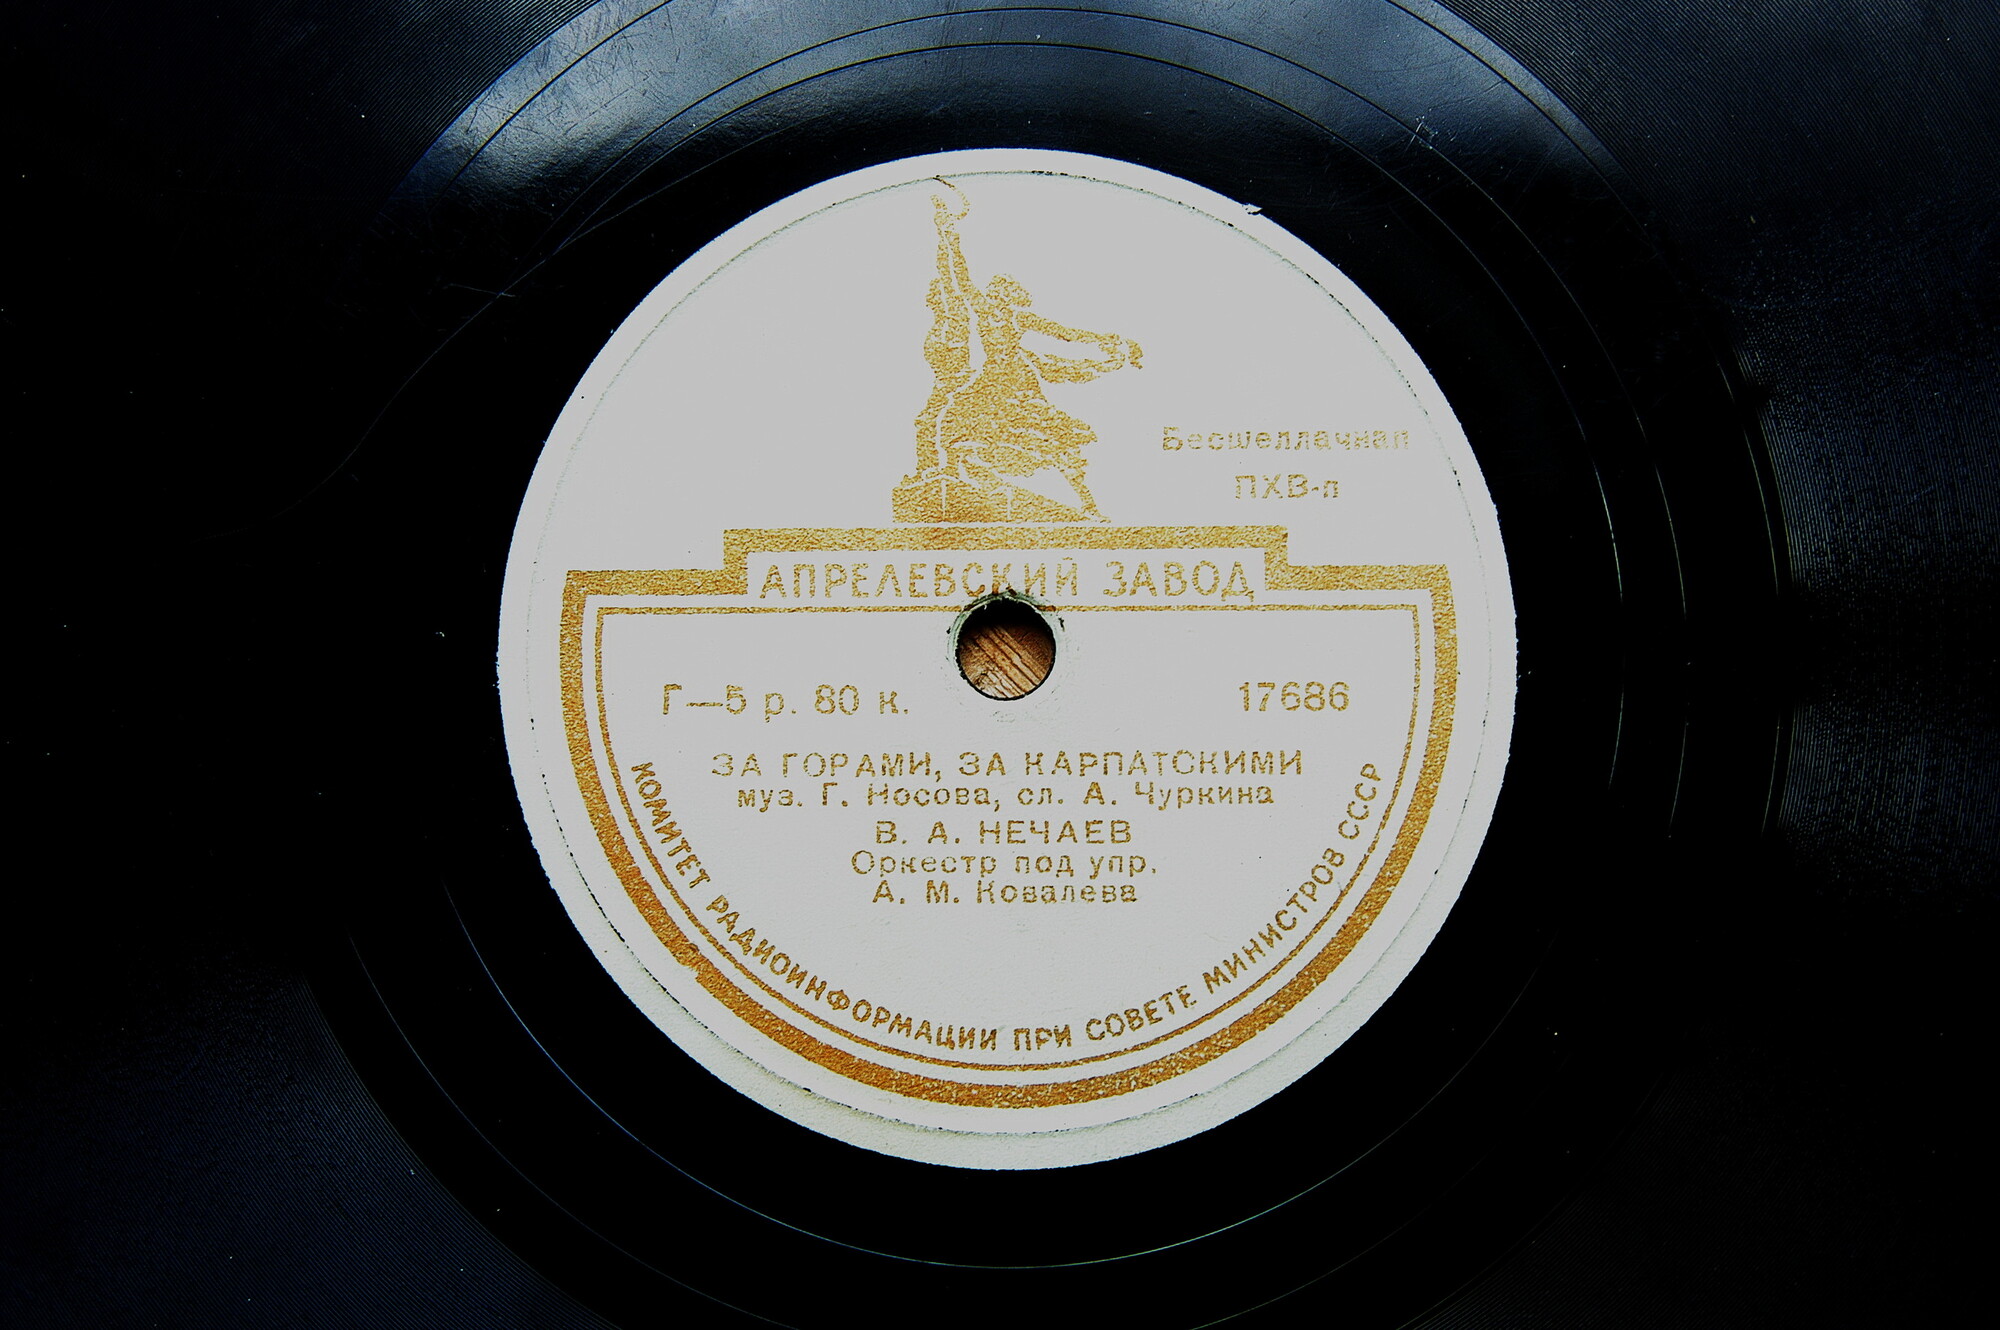 Бесшеллачная
ПХВ-п
АПРЕЛЕВСКИЙ ЗАВОД
Г—5 р. 80 к.
17686
ЗА ГОРАМИ, ЗА КАРПАТСКИМИ
муз. Г. Носова, сл. А. Чуркина
В. А. НЕЧАЕВ
Оркестр под упр.
А. М. Ковалева
КОМИТЕТ РАДИОИНФОРМАЦИИ ПРИ СОВЕТЕ МИНИСТРОВ СССР